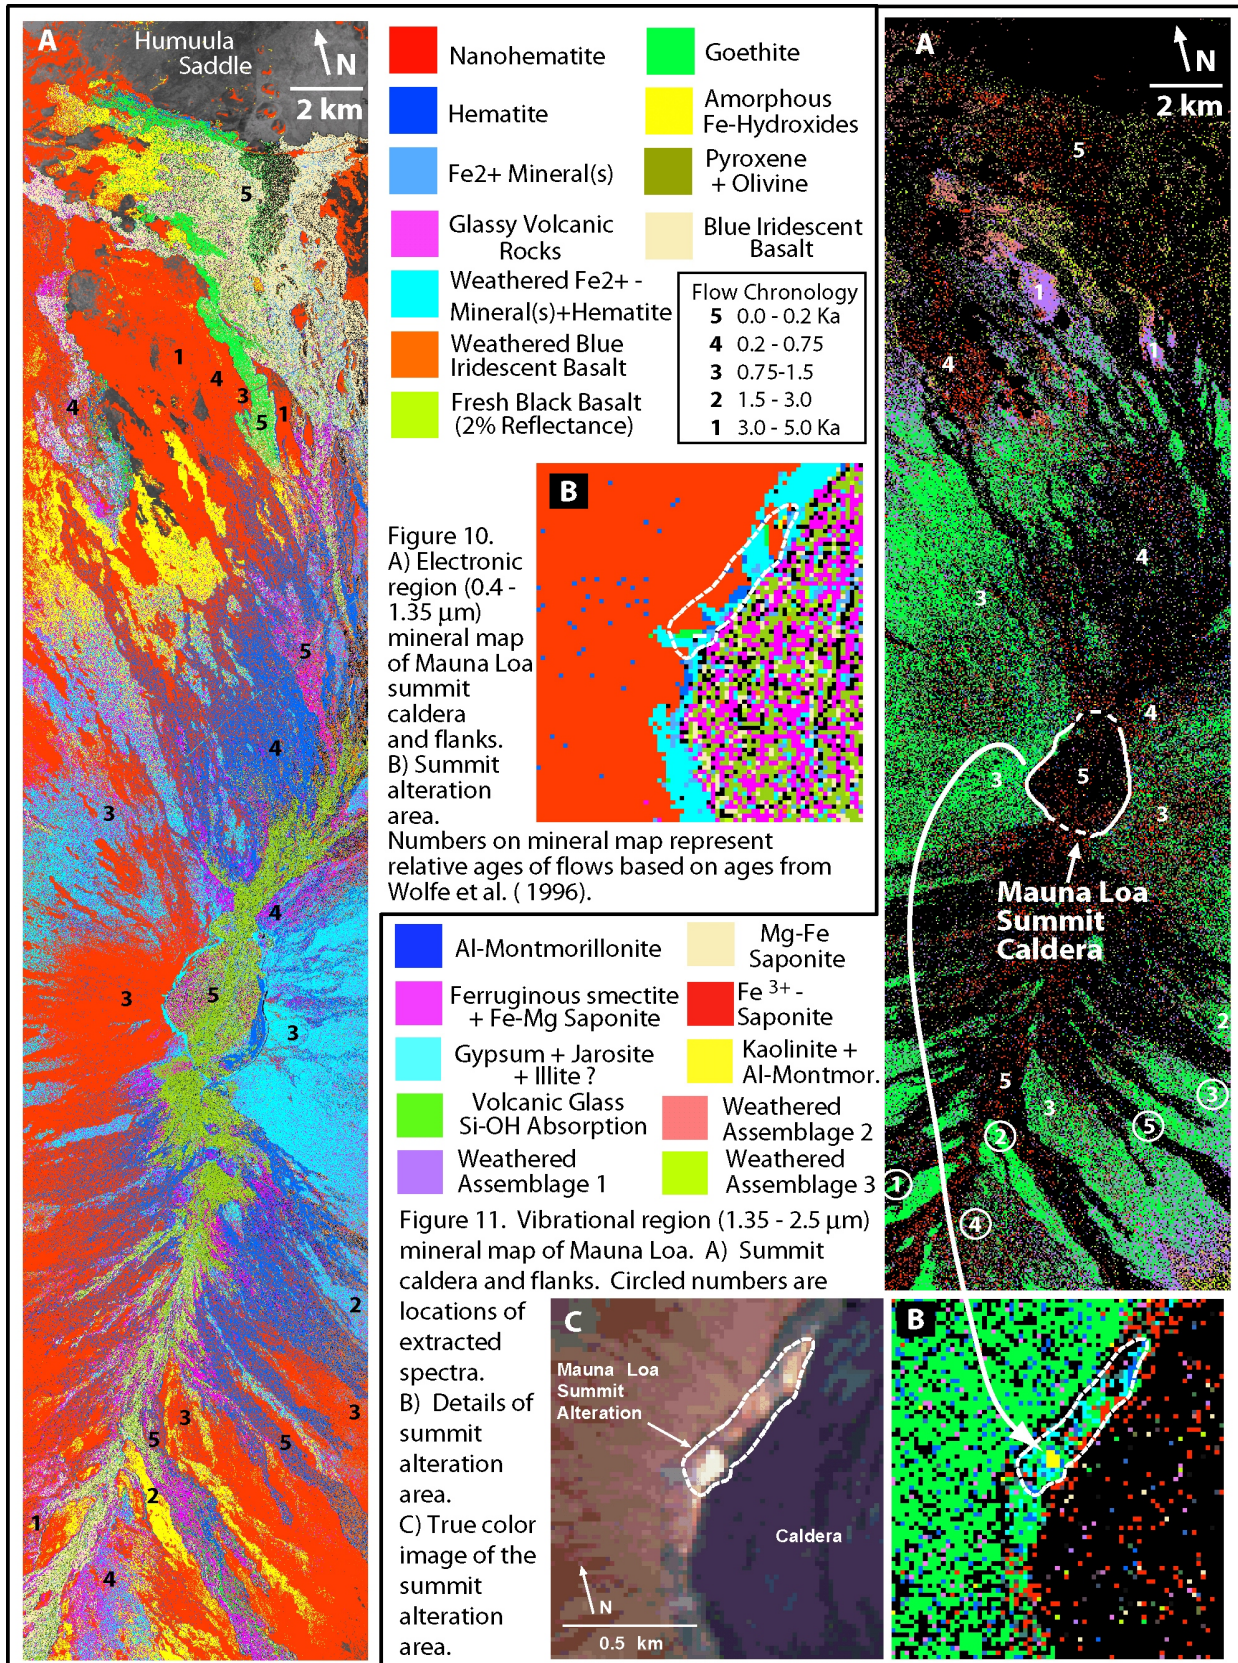 A
Humuula
Saddle
N
2 km
5
1
4
3
1
5
4
5
4
3
4
5
3
3
2
3
3
5
5
2
1
4
Nanohematite
Goethite
Hematite
Amorphous
Fe-Hydroxides
Fe2+ Mineral(s)
Pyroxene
+ Olivine
Glassy Volcanic
Rocks
Blue Iridescent
Basalt
Weathered Fe2+ -
Mineral(s)+Hematite
Weathered Blue
Iridescent Basalt
Fresh Black Basalt
(2% Reflectance)
Flow Chronology
5 0.0 - 0.2 Ka
4 0.2 - 0.75
3 0.75-1.5
2 1.5 - 3.0
1 3.0 - 5.0 Ka
B
Figure 10.
A) Electronic
region (0.4 -
1.35 μm)
mineral map
of Mauna Loa
summit
caldera
and flanks.
B) Summit
alteration
area.
Numbers on mineral map represent
relative ages of flows based on ages from
Wolfe et al. ( 1996).
Al-Montmorillonite
Mg-Fe
Saponite
Ferruginous smectite
+ Fe-Mg Saponite
Fe 3+ -
Saponite
Gypsum + Jarosite
+ Illite ?
Kaolinite +
Al-Montmor.
Volcanic Glass
Si-OH Absorption
Weathered
Assemblage 2
Weathered
Assemblage 1
Weathered
Assemblage 3
Figure 11. Vibrational region (1.35 - 2.5 μm)
mineral map of Mauna Loa. A) Summit
caldera and flanks. Circled numbers are
locations of
extracted
spectra.
B) Details of
summit
alteration
area.
C) True color
image of the
summit
alteration
area.
C
Mauna Loa
Summit
Alteration
Caldera
N
0.5 km
A
N
2 km
5
1
1
4
4
3
4
3
5
3
Mauna Loa
Summit
Caldera
2
5
3
3
5
2
1
4
B